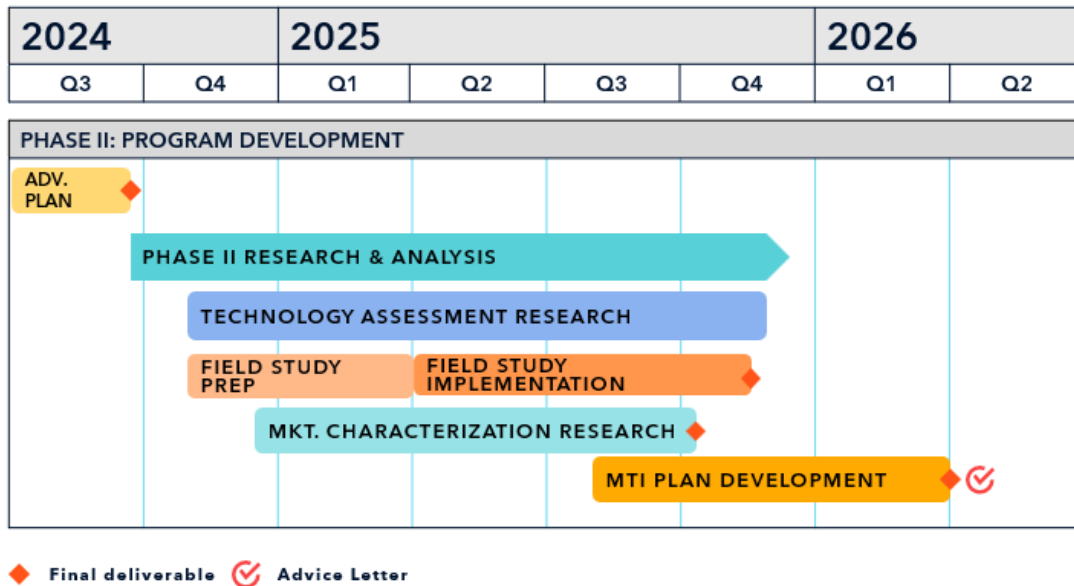 2024 2025 2026
Q3 Q4 Q1 Q2 Q3 Q4 Q1 Q2
PHASE II: PROGRAM DEVELOPMENT
ADV.
PLAN
PHASE II RESEARCH & ANALYSIS
TECHNOLOGY ASSESSMENT RESEARCH
FIELD STUDY
PREP
FIELD STUDY
IMPLEMENTATION
MKT. CHARACTERIZATION RESEARCH
MTI PLAN DEVELOPMENT
Final deliverable Advice Letter